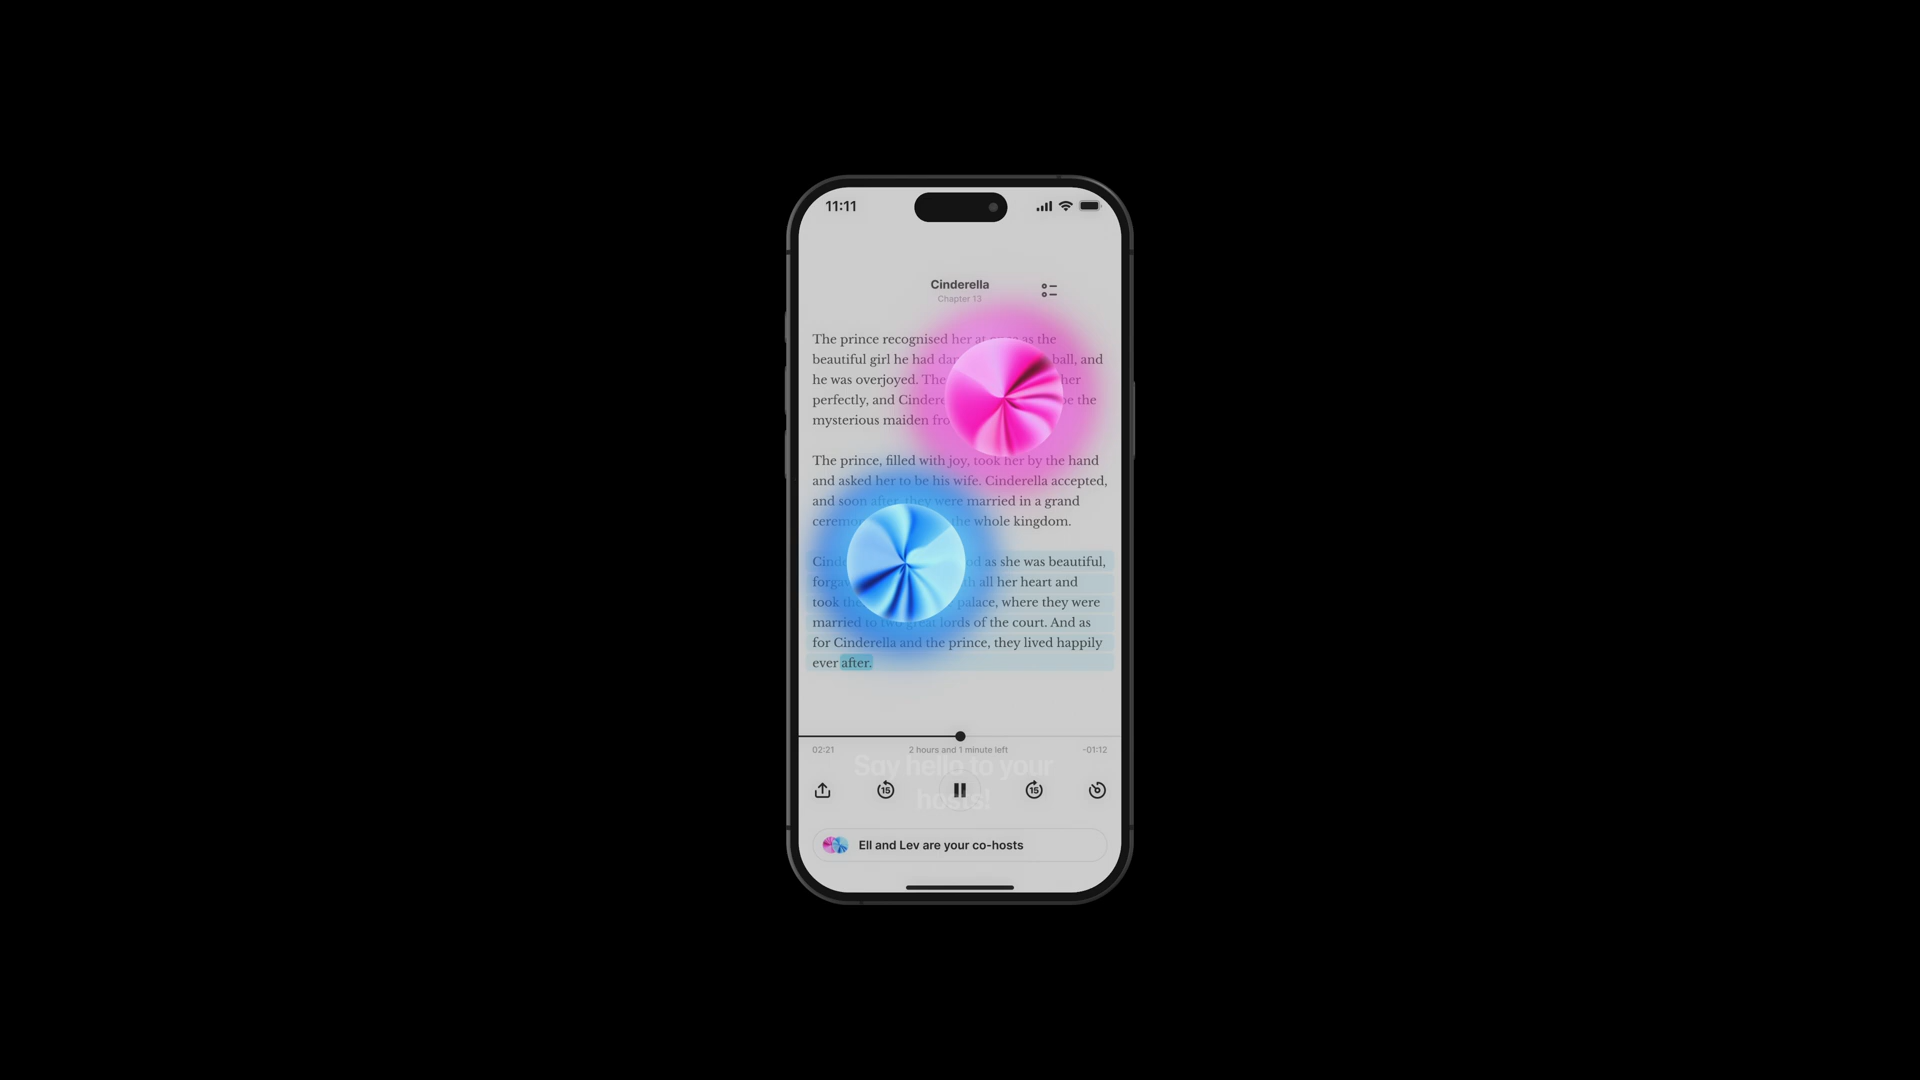 11:11
Cinderella
Chapter 13
The prince recognised her at once as the
beautiful girl he had ball, and
he was overjoyed. The her
perfectly, and be the
mysterious maiden
The prince, filled with joy, took her by the hand
and asked her to be his wife. Cinderella accepted,
and soon after, they were married in a grand
the whole kingdom.
as she was beautiful,
all her heart and
took palace, where they were
married to two great lords of the court. And as
for Cinderella and the prince, they lived happily
ever after.
02:21 2 hours and 1 minute left -01:12
Say hello to your
hosts!
15 15
Ell and Lev are your co-hosts